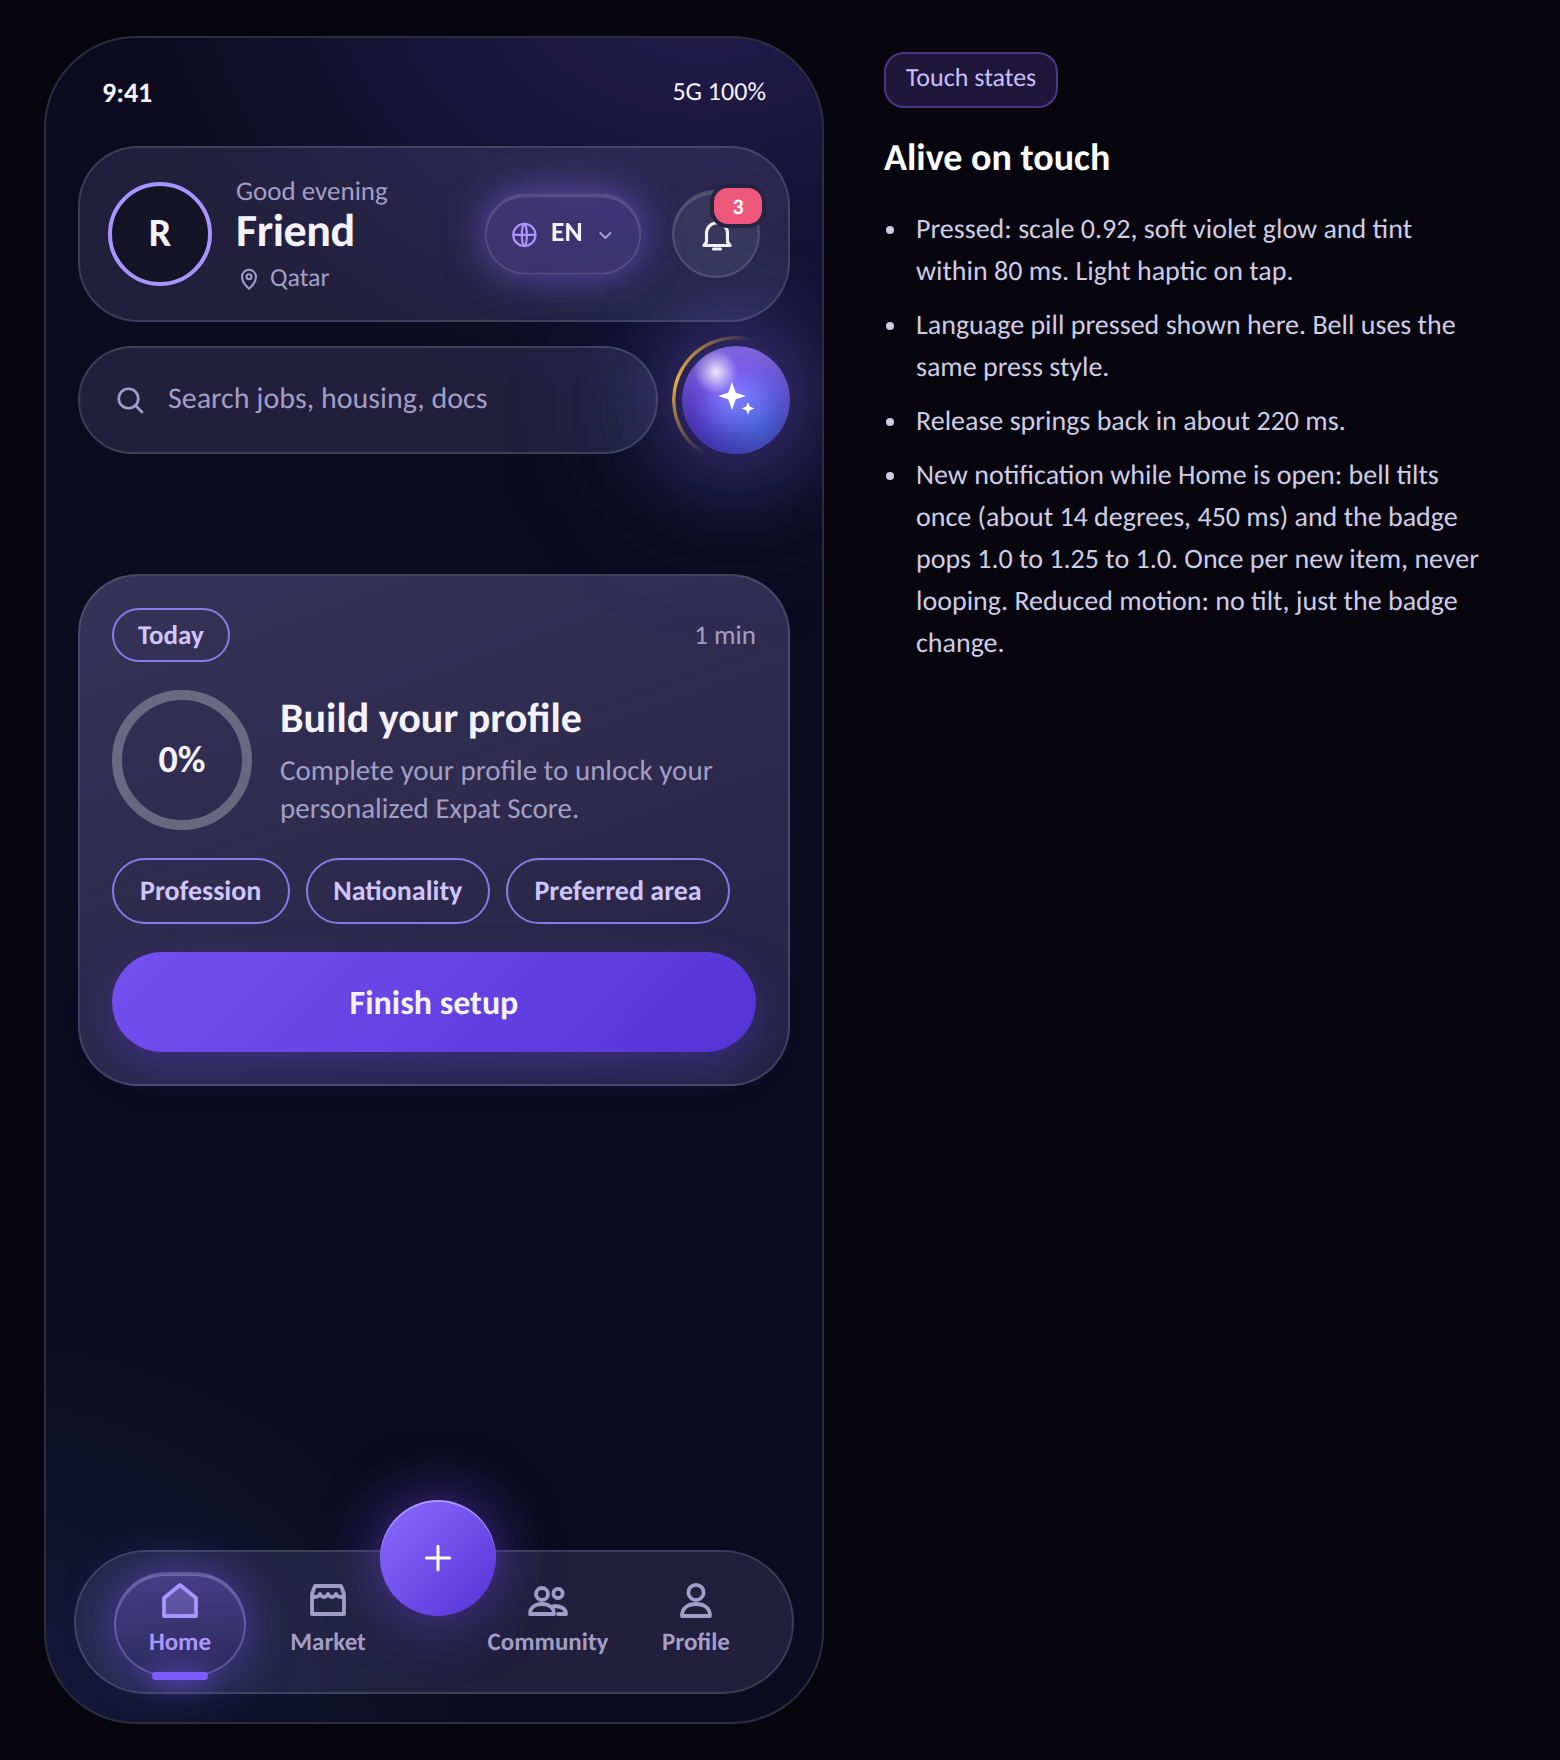 9:41
5G 100%
R
Good evening
Friend
Qatar
EN
3
Search jobs, housing, docs
Today
1 min
0%
Build your profile
Complete your profile to unlock your
personalized Expat Score.
Profession
Nationality
Preferred area
Finish setup
Home
Market
Community
Profile
Touch states
Alive on touch
• Pressed: scale 0.92, soft violet glow and tint
within 80 ms. Light haptic on tap.
• Language pill pressed shown here. Bell uses the
same press style.
• Release springs back in about 220 ms.
• New notification while Home is open: bell tilts
once (about 14 degrees, 450 ms) and the badge
pops 1.0 to 1.25 to 1.0. Once per new item, never
looping. Reduced motion: no tilt, just the badge
change.